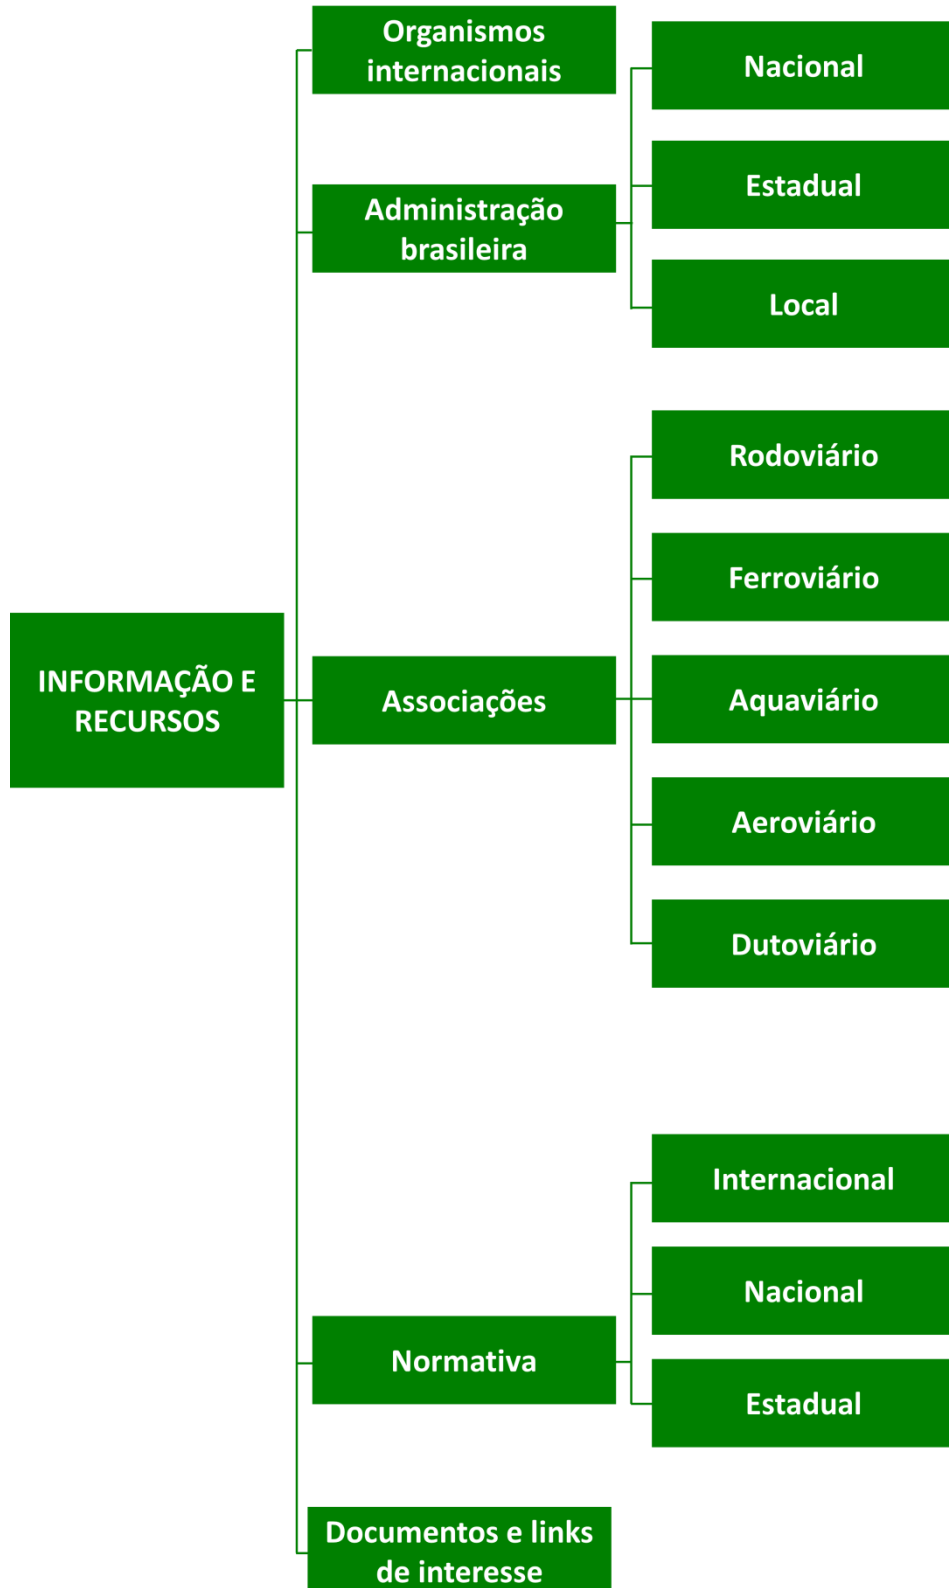 Organismos
internacionais
Nacional
Estadual
Administração
brasileira
Local
Rodoviário
Ferroviário
INFORMAÇÃO E
RECURSOS
Associações
Aquaviário
Aeroviário
Dutoviário
Internacional
Nacional
Normativa
Estadual
Documentos e links
de interesse